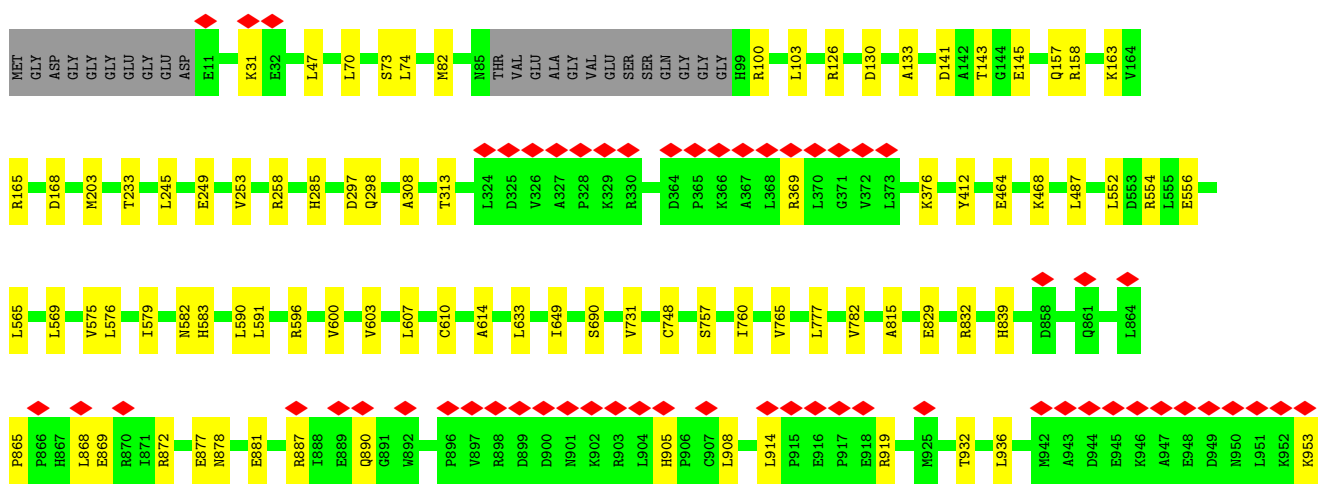 MET GLY ASP GLY GLY GLY GLU GLY GLU ASP E11 K31 E32 L47 L70 S73 L74 M82 N85 THR VAL GLU ALA GLY VAL GLU SER SER GLN GLY GLY GLY H99 R100 L103 R126 D130 A133 D141 A142 T143 G144 E145 Q157 R158 K163 V164
R165 D168 M203 T233 L245 E249 V253 R258 H285 D297 Q298 A308 T313 L324 D325 V326 A327 P328 K329 R330 D364 P365 K366 A367 L368 R369 L370 G371 V372 L373 K376 Y412 E464 K468 L487 L552 D553 R554 L555 E556
L565 L569 V575 L576 I579 N582 H583 L590 L591 R596 V600 V603 L607 C610 A614 L633 I649 S690 V731 C748 S757 I760 V765 L777 V782 A815 E829 R832 H839 D858 Q861 L864
P865 P866 H867 L868 E869 R870 I871 R872 E877 N878 E881 R887 I888 E889 Q890 G891 W892 P896 V897 R898 D899 D900 N901 K902 R903 L904 H905 P906 C907 L908 L914 P915 E916 P917 E918 R919 M925 T932 L936 M942 A943 D944 E945 K946 A947 E948 D949 N950 L951 K952 K953